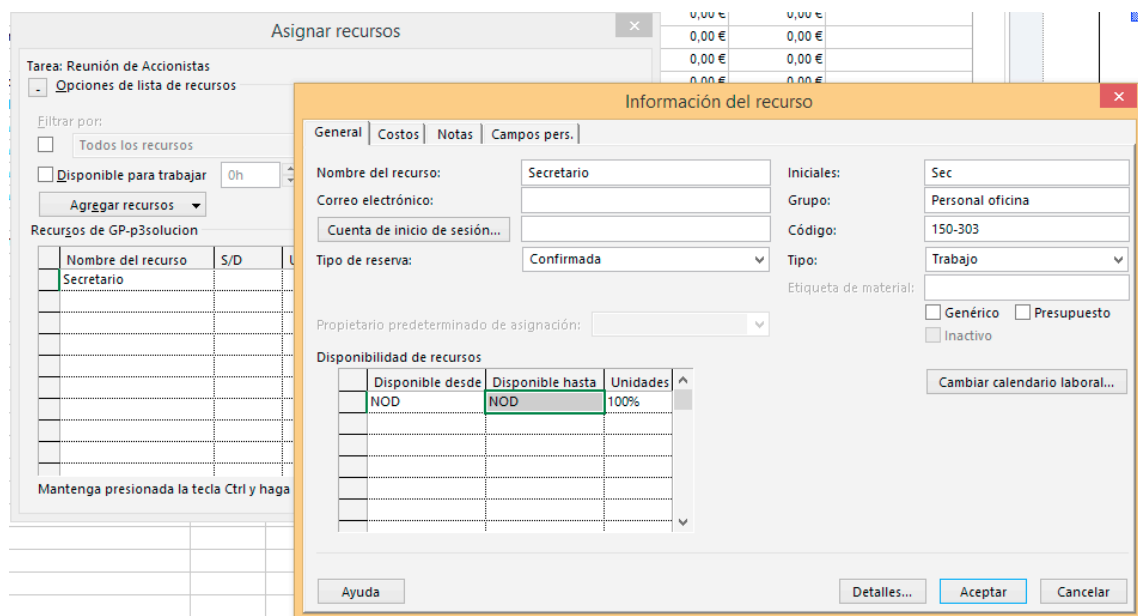 0,00 € 0,00 €
Asignar recursos
0,00 € 0,00 €
0,00 € 0,00 €
Tarea: Reunión de Accionistas
0,00 € 0,00 €
- Opciones de lista de recursos
Filtrar por:
Todos los recursos
Disponible para trabajar 0h
Agregar recursos
Recursos de GP-p3solucion
Nombre del recurso S/D
Secretario
Mantenga presionada la tecla Ctrl y haga
Información del recurso
General Costos Notas Campos pers.
Nombre del recurso: Secretario Iniciales: Sec
Correo electrónico: Grupo: Personal oficina
Cuenta de inicio de sesión... Código: 150-303
Tipo de reserva: Confirmada Tipo: Trabajo
Etiqueta de material:
Genérico Presupuesto
Propietario predeterminado de asignación:
Inactivo
Disponibilidad de recursos
Disponible desde Disponible hasta Unidades
Cambiar calendario laboral...
NOD NOD 100%
Ayuda Detalles... Aceptar Cancelar